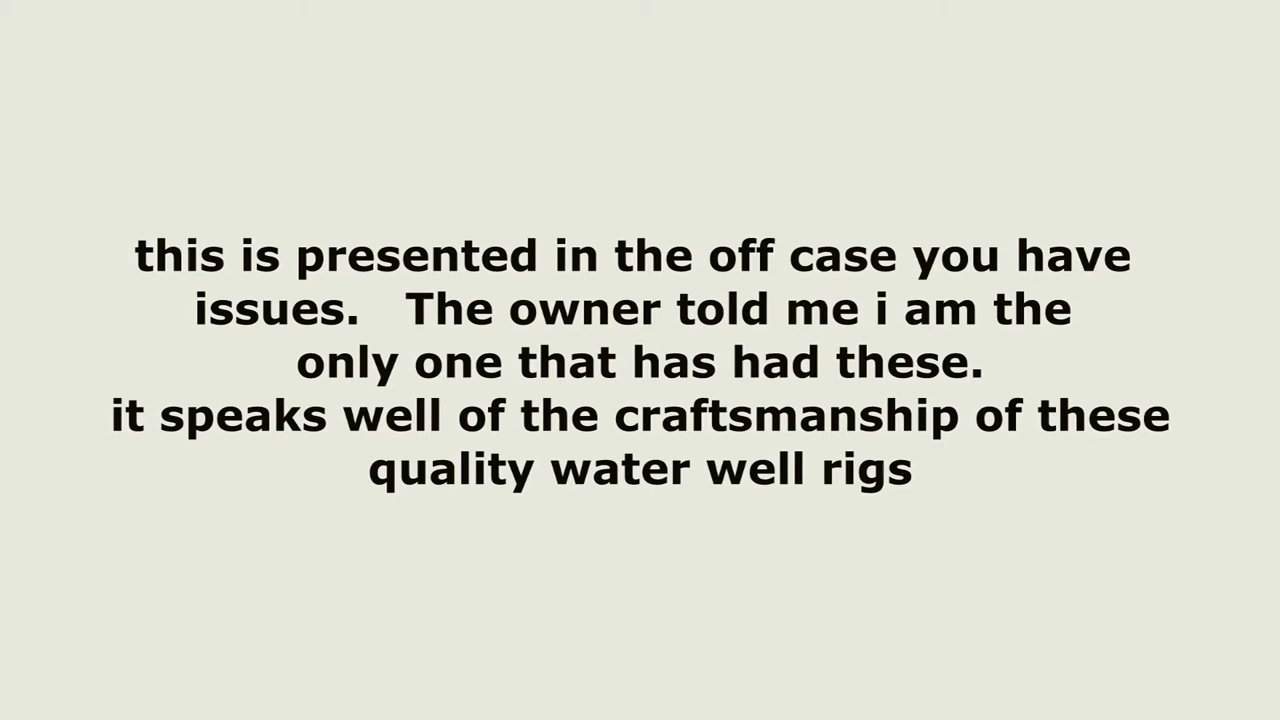 this is presented in the off case you have
issues.   The owner told me i am the
only one that has had these.
it speaks well of the craftsmanship of these
quality water well rigs